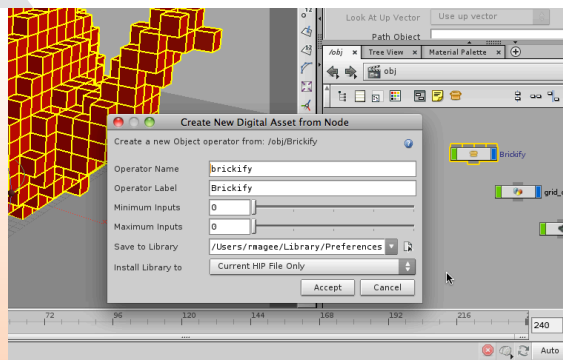 Look At Up Vector Use up vector
Path Object
/obj × Tree View × Material Palette ×
obj
Create New Digital Asset from Node
Create a new Object operator from: /obj/Brickify
Operator Name brickify
Operator Label Brickify
Minimum Inputs 0
Maximum Inputs 0
Save to Library /Users/rmagee/Library/Preferences
Install Library to Current HIP File Only
Accept Cancel
Brickify
72 96 120 144 168 192 216
240
Auto